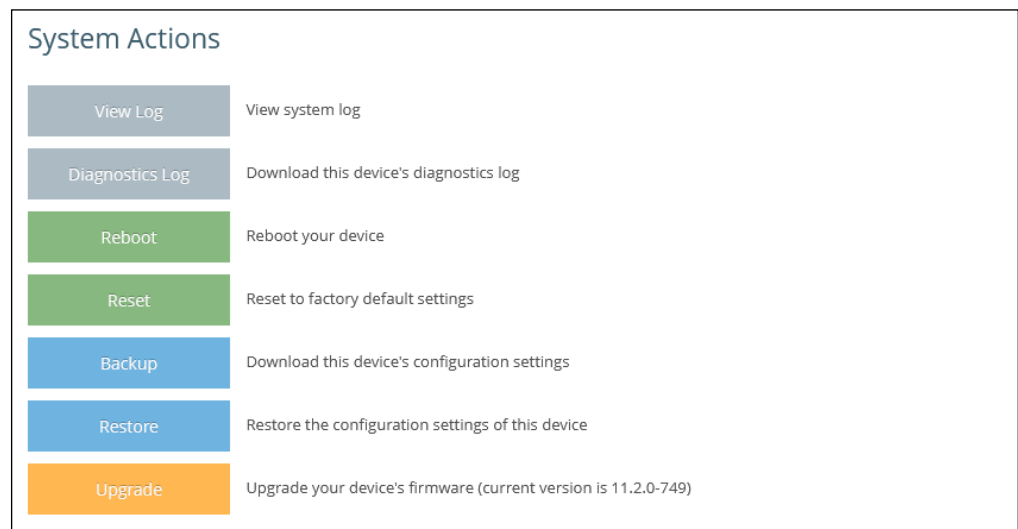 System Actions
View Log View system log
Diagnostics Log Download this device's diagnostics log
Reboot Reboot your device
Reset Reset to factory default settings
Backup Download this device's configuration settings
Restore Restore the configuration settings of this device
Upgrade Upgrade your device's firmware (current version is 11.2.0-749)